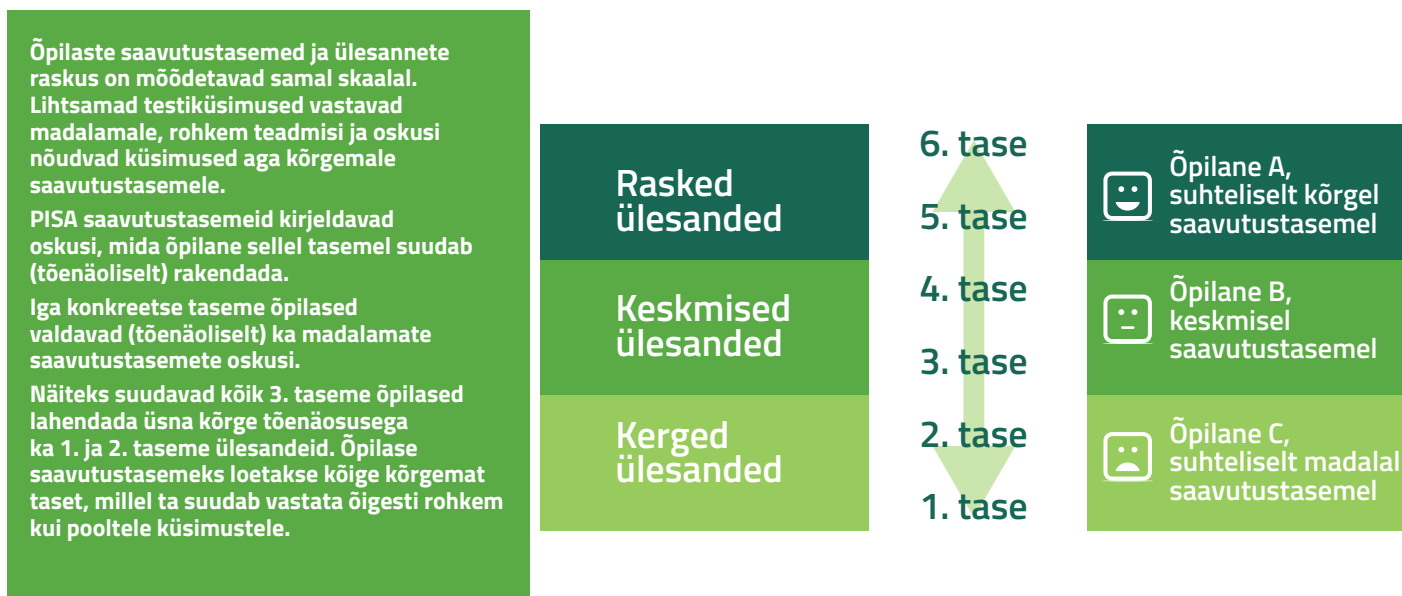 Õpilaste saavutustasemed ja ülesannete
raskus on mõõdetavad samal skaalal.
Lihtsamad testiküsimused vastavad
madalamale, rohkem teadmisi ja oskusi
nõudvad küsimused aga kõrgemale
saavutustasemele.
PISA saavutustasemeid kirjeldavad
oskusi, mida õpilane sellel tasemel suudab
(tõenäoliselt) rakendada.
Iga konkreetse taseme õpilased
valdavad (tõenäoliselt) ka madalamate
saavutustasemete oskusi.
Näiteks suudavad kõik 3. taseme õpilased
lahendada üsna kõrge tõenäosusega
ka 1. ja 2. taseme ülesandeid. Õpilase
saavutustasemeks loetakse kõige kõrgemat
taset, millel ta suudab vastata õigesti rohkem
kui pooltele küsimustele.
Rasked
ülesanded
Keskmised
ülesanded
Kerged
ülesanded
6. tase
5. tase
4. tase
3. tase
2. tase
1. tase
Õpilane A,
suhteliselt kõrgel
saavutustasemel
Õpilane B,
keskmisel
saavutustasemel
Õpilane C,
suhteliselt madalal
saavutustasemel